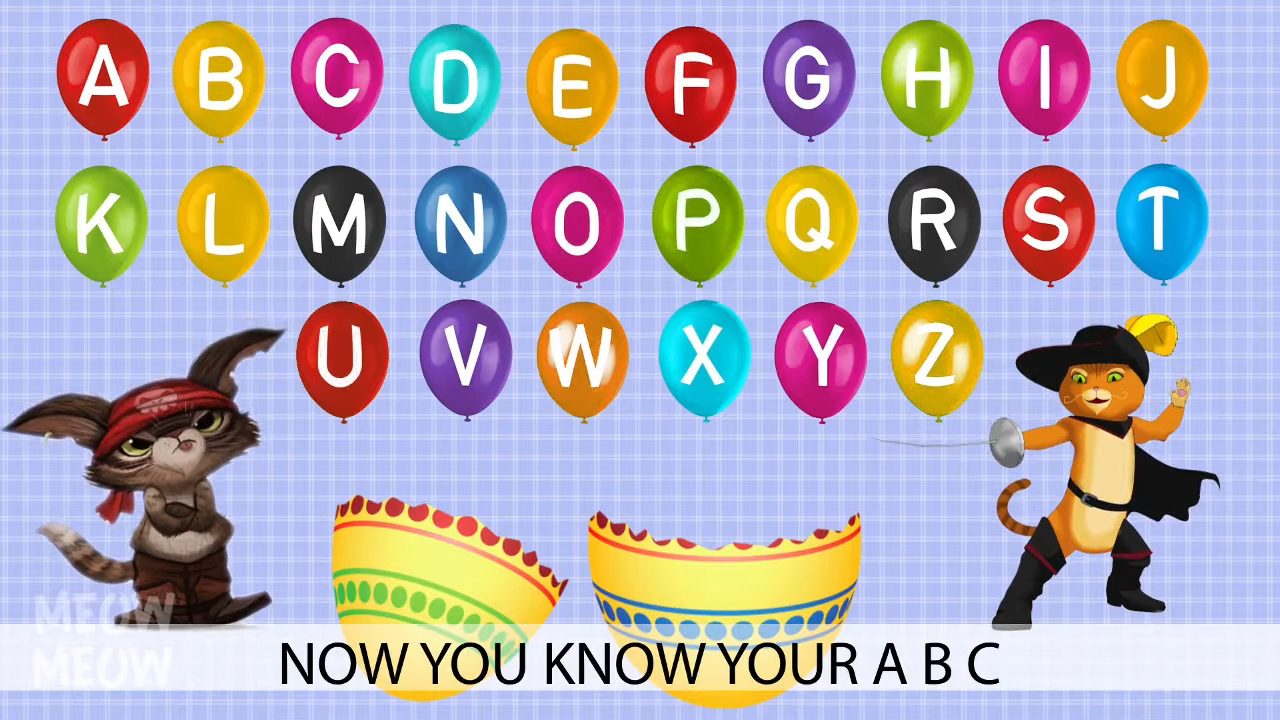 A B C D E F G H I J
K L M N O P Q R S T
U V W X Y Z
MEOW
MEOW
NOW YOU KNOW YOUR A B C